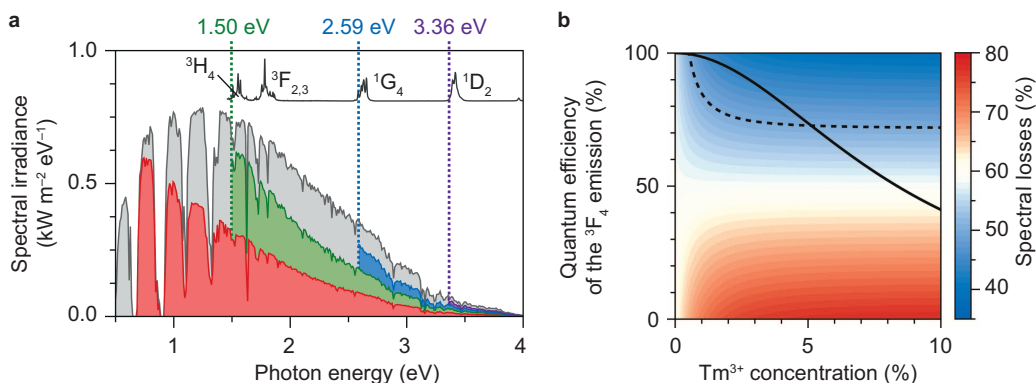 a
1.50 eV
2.59 eV
3.36 eV
1.0
0.5
0.0
³H₄
³F₂,₃
¹G₄
¹D₂
1
2
3
4
Photon energy (eV)
Spectral irradiance
(kW m⁻² eV⁻¹)
b
100
50
0
0
5
10
Tm³⁺ concentration (%)
Quantum efficiency
of the ³F₄ emission (%)
80
70
60
50
40
Spectral losses (%)